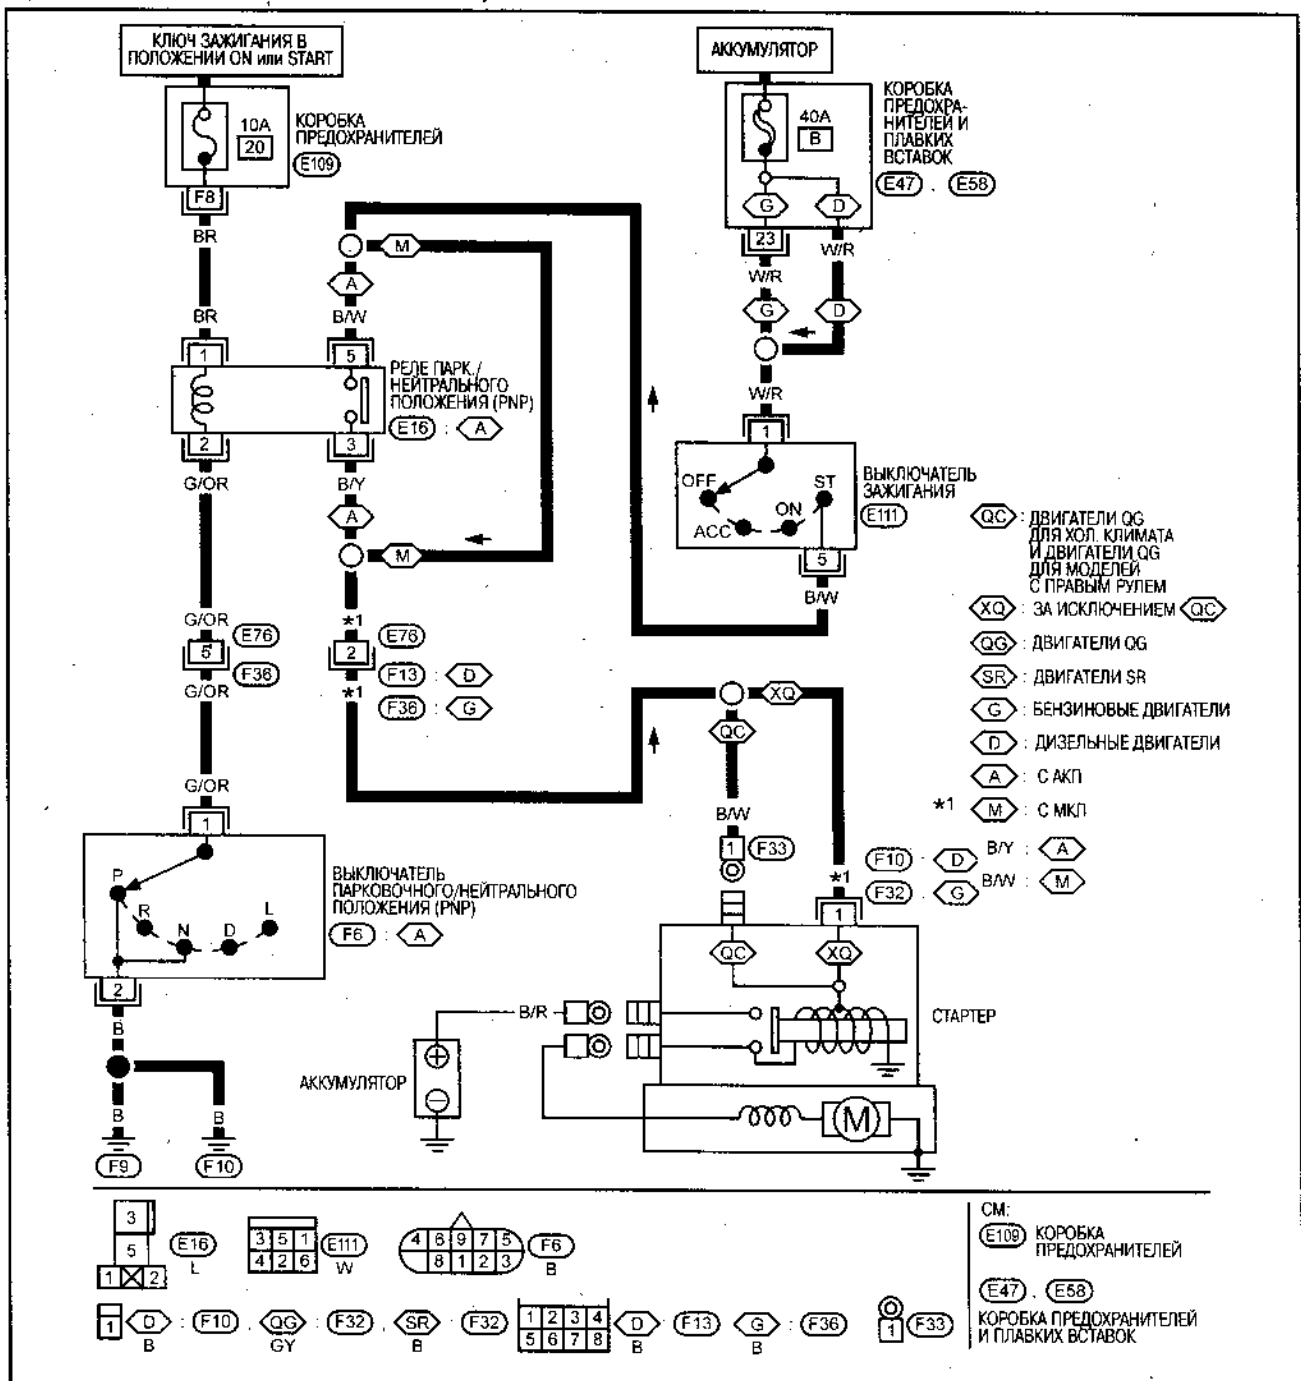 КЛЮЧ ЗАЖИГАНИЯ В
ПОЛОЖЕНИИ ON или START
10A
20
КОРОБКА
ПРЕДОХРАНИТЕЛЕЙ
E109
F8
BR
BR
1
5
РЕЛЕ ПАРК./
НЕЙТРАЛЬНОГО
ПОЛОЖЕНИЯ (PNP)
E16 : A
2
3
G/OR
B/Y
A
M
A
B/W
M
АККУМУЛЯТОР
40A
B
КОРОБКА
ПРЕДОХРА-
НИТЕЛЕЙ И
ПЛАВКИХ
ВСТАВОК
E47 , E58
G
D
23
W/R
W/R
G
D
W/R
1
OFF
ACC
ON
ST
ВЫКЛЮЧАТЕЛЬ
ЗАЖИГАНИЯ
E111
5
B/W
QC : ДВИГАТЕЛИ QG
ДЛЯ ХОЛ. КЛИМАТА
И ДВИГАТЕЛИ QG
ДЛЯ МОДЕЛЕЙ
С ПРАВЫМ РУЛЕМ
XQ : ЗА ИСКЛЮЧЕНИЕМ QC
QG : ДВИГАТЕЛИ QG
SR : ДВИГАТЕЛИ SR
G : БЕНЗИНОВЫЕ ДВИГАТЕЛИ
D : ДИЗЕЛЬНЫЕ ДВИГАТЕЛИ
A : С АКП
M : С МКП
*1
B/Y : A
B/W : M
G/OR
E76
5
F36
G/OR
*1
E76
2
F13 : D
*1
F36 : G
G/OR
1
P
R
N
D
L
ВЫКЛЮЧАТЕЛЬ
ПАРКОВОЧНОГО/НЕЙТРАЛЬНОГО
ПОЛОЖЕНИЯ (PNP)
F6 : A
2
B
B
B
F9
F10
XQ
QC
B/W
1
F33
F10 : D
F32 : G
*1
1
QC
XQ
СТАРТЕР
B/R
АККУМУЛЯТОР
M
3
5
1 2
E16
L
3 5 1
4 2 6
E111
W
4 6 9 7 5
8 1 2 3
F6
B
1
D : F10 , QG : F32 , SR : F32
B GY B
1 2 3 4
5 6 7 8
D : F13 G : F36
B B
1
F33
СМ:
E109 КОРОБКА
ПРЕДОХРАНИТЕЛЕЙ
E47 , E58
КОРОБКА ПРЕДОХРАНИТЕЛЕЙ
И ПЛАВКИХ ВСТАВОК